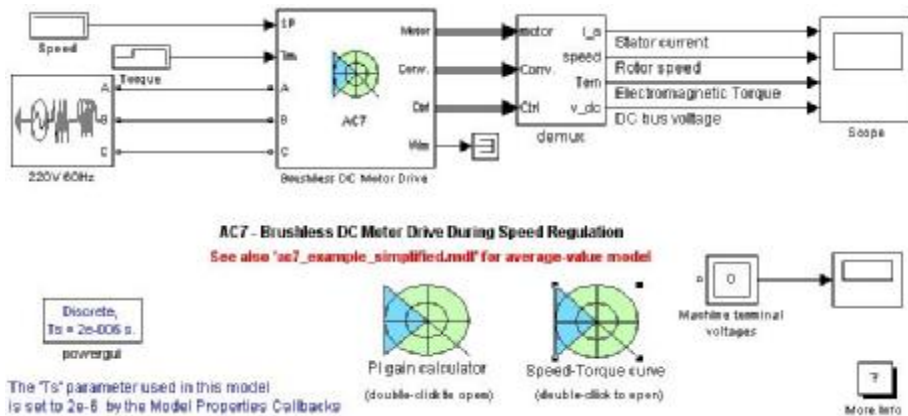 Speed
Torque
220V 60Hz
A
B
C
SP
Tm
A
B
C
Motor
Conv.
Ctrl
Wm
AC7
Brushless DC Motor Drive
motor
Conv.
Ctrl
i_a
speed
Tem
v_dc
demux
Stator current
Rotor speed
Electromagnetic Torque
DC bus voltage
Scope
AC7 - Brushless DC Motor Drive During Speed Regulation
See also 'ac7_example_simplified.mdl' for average-value model
Discrete,
Ts = 2e-006 s.
powergui
PI gain calculator
(double-click to open)
Speed-Torque curve
(double-click to open)
0
Machine terminal
voltages
The "Ts" parameter used in this model
is set to 2e-6 by the Model Properties Callbacks
?
More Info